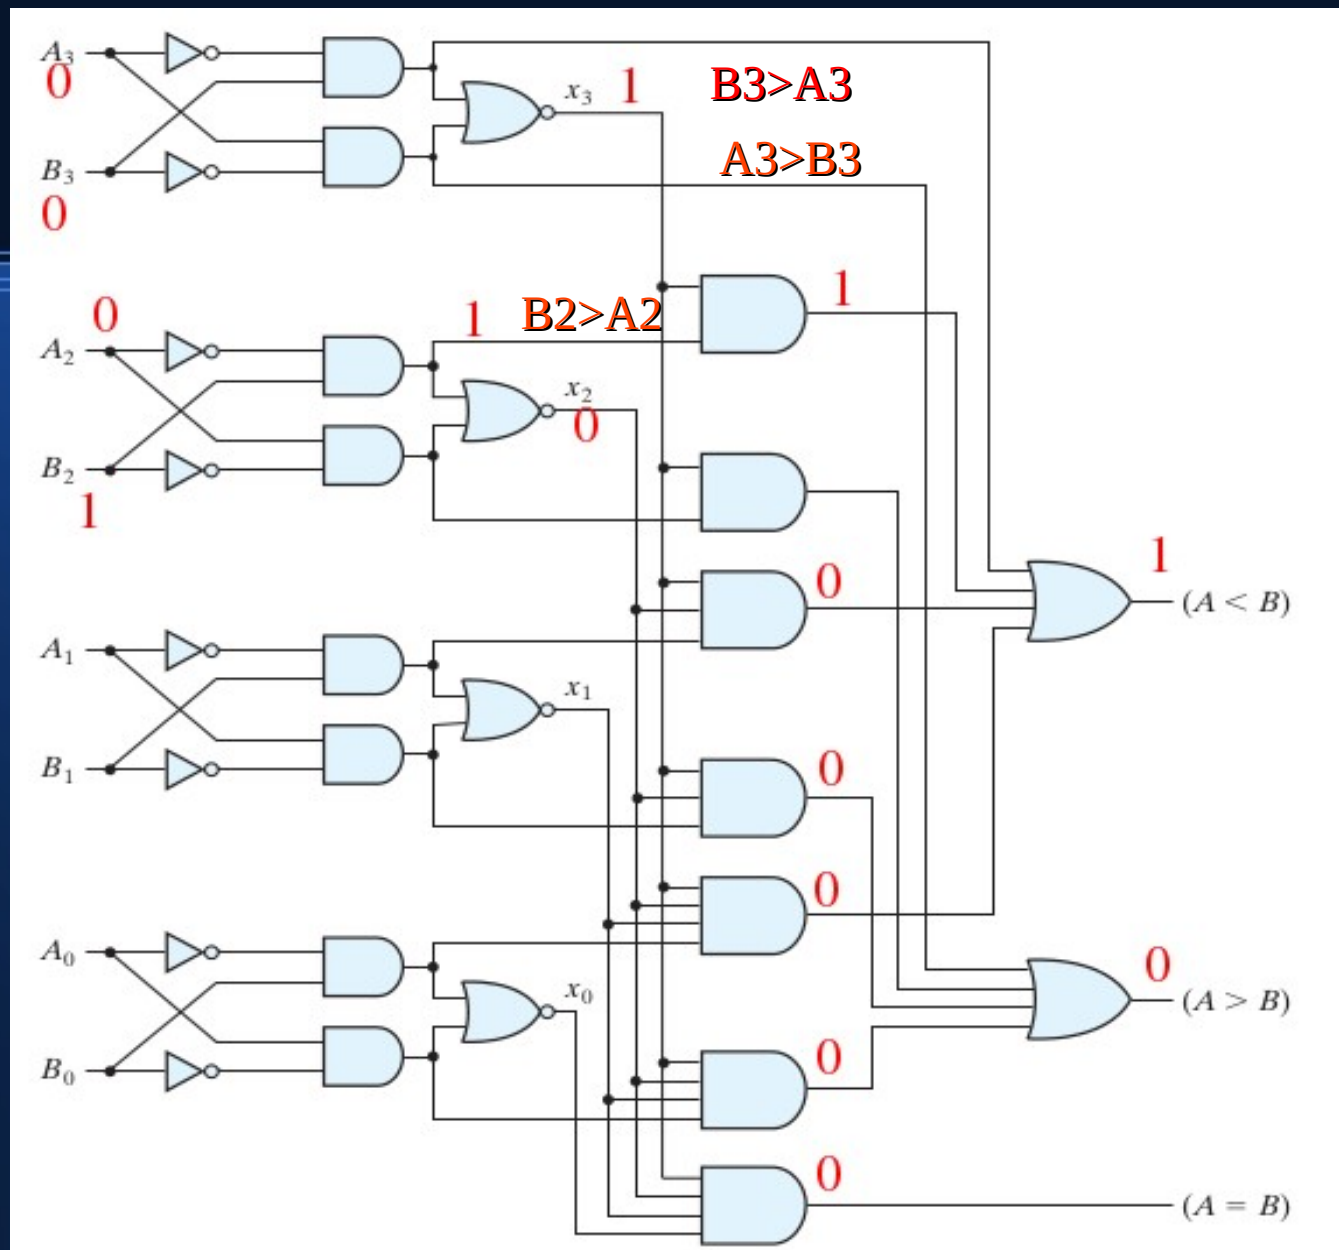 A₃
0
x₃ 1 B3>A3
A3>B3
B₃
0
0
1 B2>A2 1
A₂
x₂
0
B₂
1
1
0
(A < B)
A₁
x₁
B₁
0
0
A₀
0
x₀
(A > B)
B₀
0
0
(A = B)